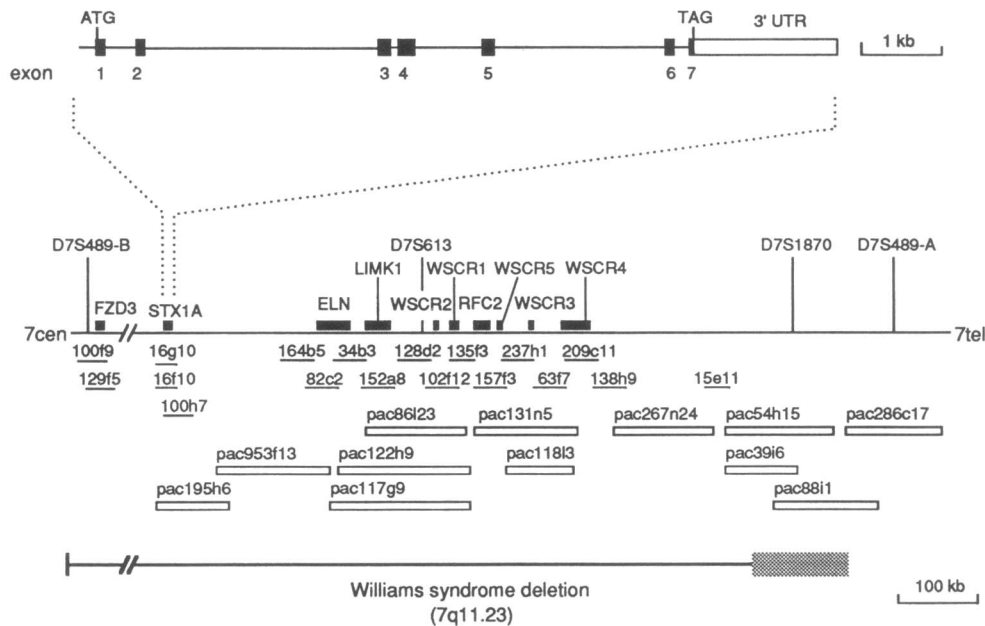 ATG TAG 3' UTR 1 kb
exon 1 2 3 4 5 6 7
D7S489-B D7S613 D7S1870 D7S489-A
LIMK1 WSCR1 WSCR5 WSCR4
FZD3 STX1A ELN WSCR2 RFC2 WSCR3
7cen 7tel
100f9 16g10 164b5 34b3 128d2 135f3 237h1 209c11
129f5 16f10 82c2 152a8 102f12 157f3 63f7 138h9 15e11
100h7
pac86l23 pac131n5 pac267n24 pac54h15 pac286c17
pac953f13 pac122h9 pac118l3 pac39i6
pac195h6 pac117g9 pac88i1
Williams syndrome deletion
(7q11.23)
100 kb